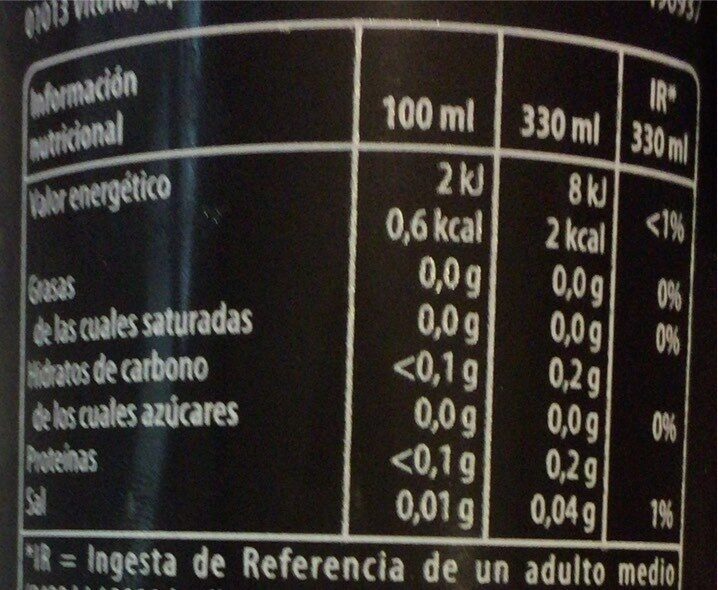 01013
Información nutricional 100 ml 330 ml IR* 330 ml
Valor energético 2 kJ 8 kJ <1%
0,6 kcal 2 kcal
Grasas 0,0 g 0,0 g 0%
de las cuales saturadas 0,0 g 0,0 g 0%
Hidratos de carbono <0,1 g 0,2 g
de los cuales azúcares 0,0 g 0,0 g 0%
Proteínas <0,1 g 0,2 g
Sal 0,01 g 0,04 g 1%
*IR = Ingesta de Referencia de un adulto medio